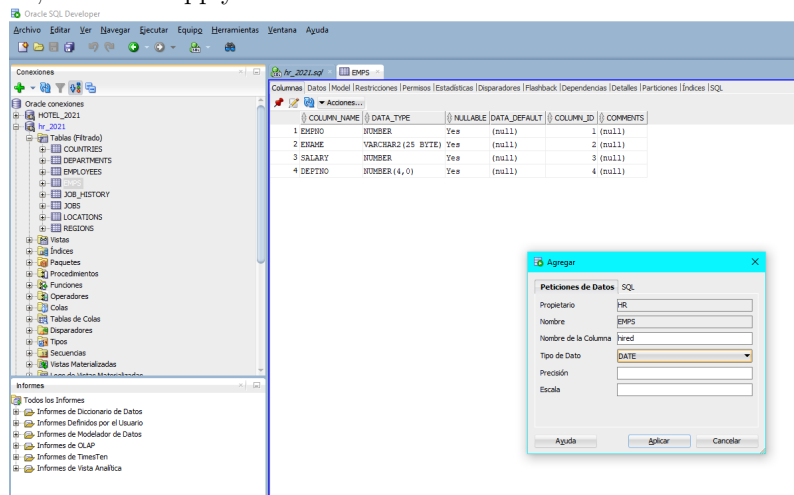 Oracle SQL Developer
Archivo Editar Ver Navegar Ejecutar Equipo Herramientas Ventana Ayuda
Conexiones
Oracle conexiones
HOTEL_2021
hr_2021
Tablas (Filtrado)
COUNTRIES
DEPARTMENTS
EMPLOYEES
EMPS
JOB_HISTORY
JOBS
LOCATIONS
REGIONS
Vistas
Índices
Paquetes
Procedimientos
Funciones
Operadores
Colas
Tablas de Colas
Disparadores
Tipos
Secuencias
Vistas Materializadas
Informes
Todos los Informes
Informes de Diccionario de Datos
Informes Definidos por el Usuario
Informes de Modelador de Datos
Informes de OLAP
Informes de TimesTen
Informes de Vista Analítica
hr_2021.sql EMPS
Columnas Datos Model Restricciones Permisos Estadísticas Disparadores Flashback Dependencias Detalles Particiones Índices SQL
Acciones...
COLUMN_NAME DATA_TYPE NULLABLE DATA_DEFAULT COLUMN_ID COMMENTS
1 EMPNO NUMBER Yes (null) 1 (null)
2 ENAME VARCHAR2(25 BYTE) Yes (null) 2 (null)
3 SALARY NUMBER Yes (null) 3 (null)
4 DEPTNO NUMBER(4,0) Yes (null) 4 (null)
Agregar
Peticiones de Datos SQL
Propietario HR
Nombre EMPS
Nombre de la Columna hired
Tipo de Dato DATE
Precisión
Escala
Ayuda Aplicar Cancelar